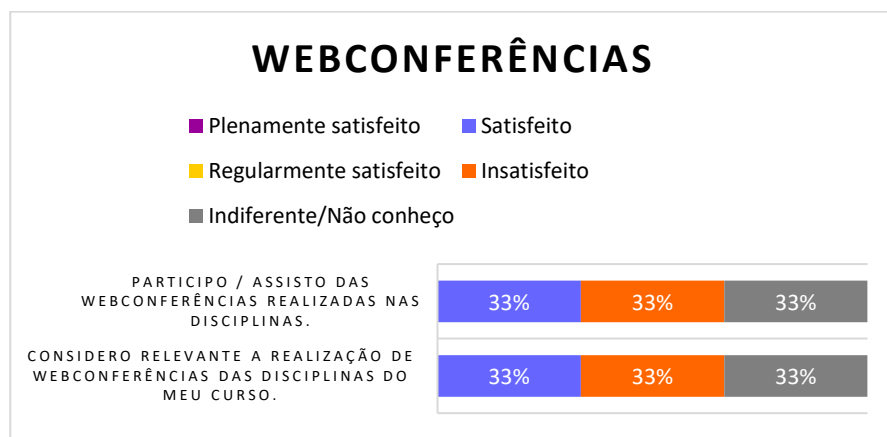 WEBCONFERÊNCIAS
Plenamente satisfeito
Satisfeito
Regularmente satisfeito
Insatisfeito
Indiferente/Não conheço
PARTICIPO / ASSISTO DAS
WEBCONFERÊNCIAS REALIZADAS NAS
DISCIPLINAS.
33% 33% 33%
CONSIDERO RELEVANTE A REALIZAÇÃO DE
WEBCONFERÊNCIAS DAS DISCIPLINAS DO
MEU CURSO.
33% 33% 33%